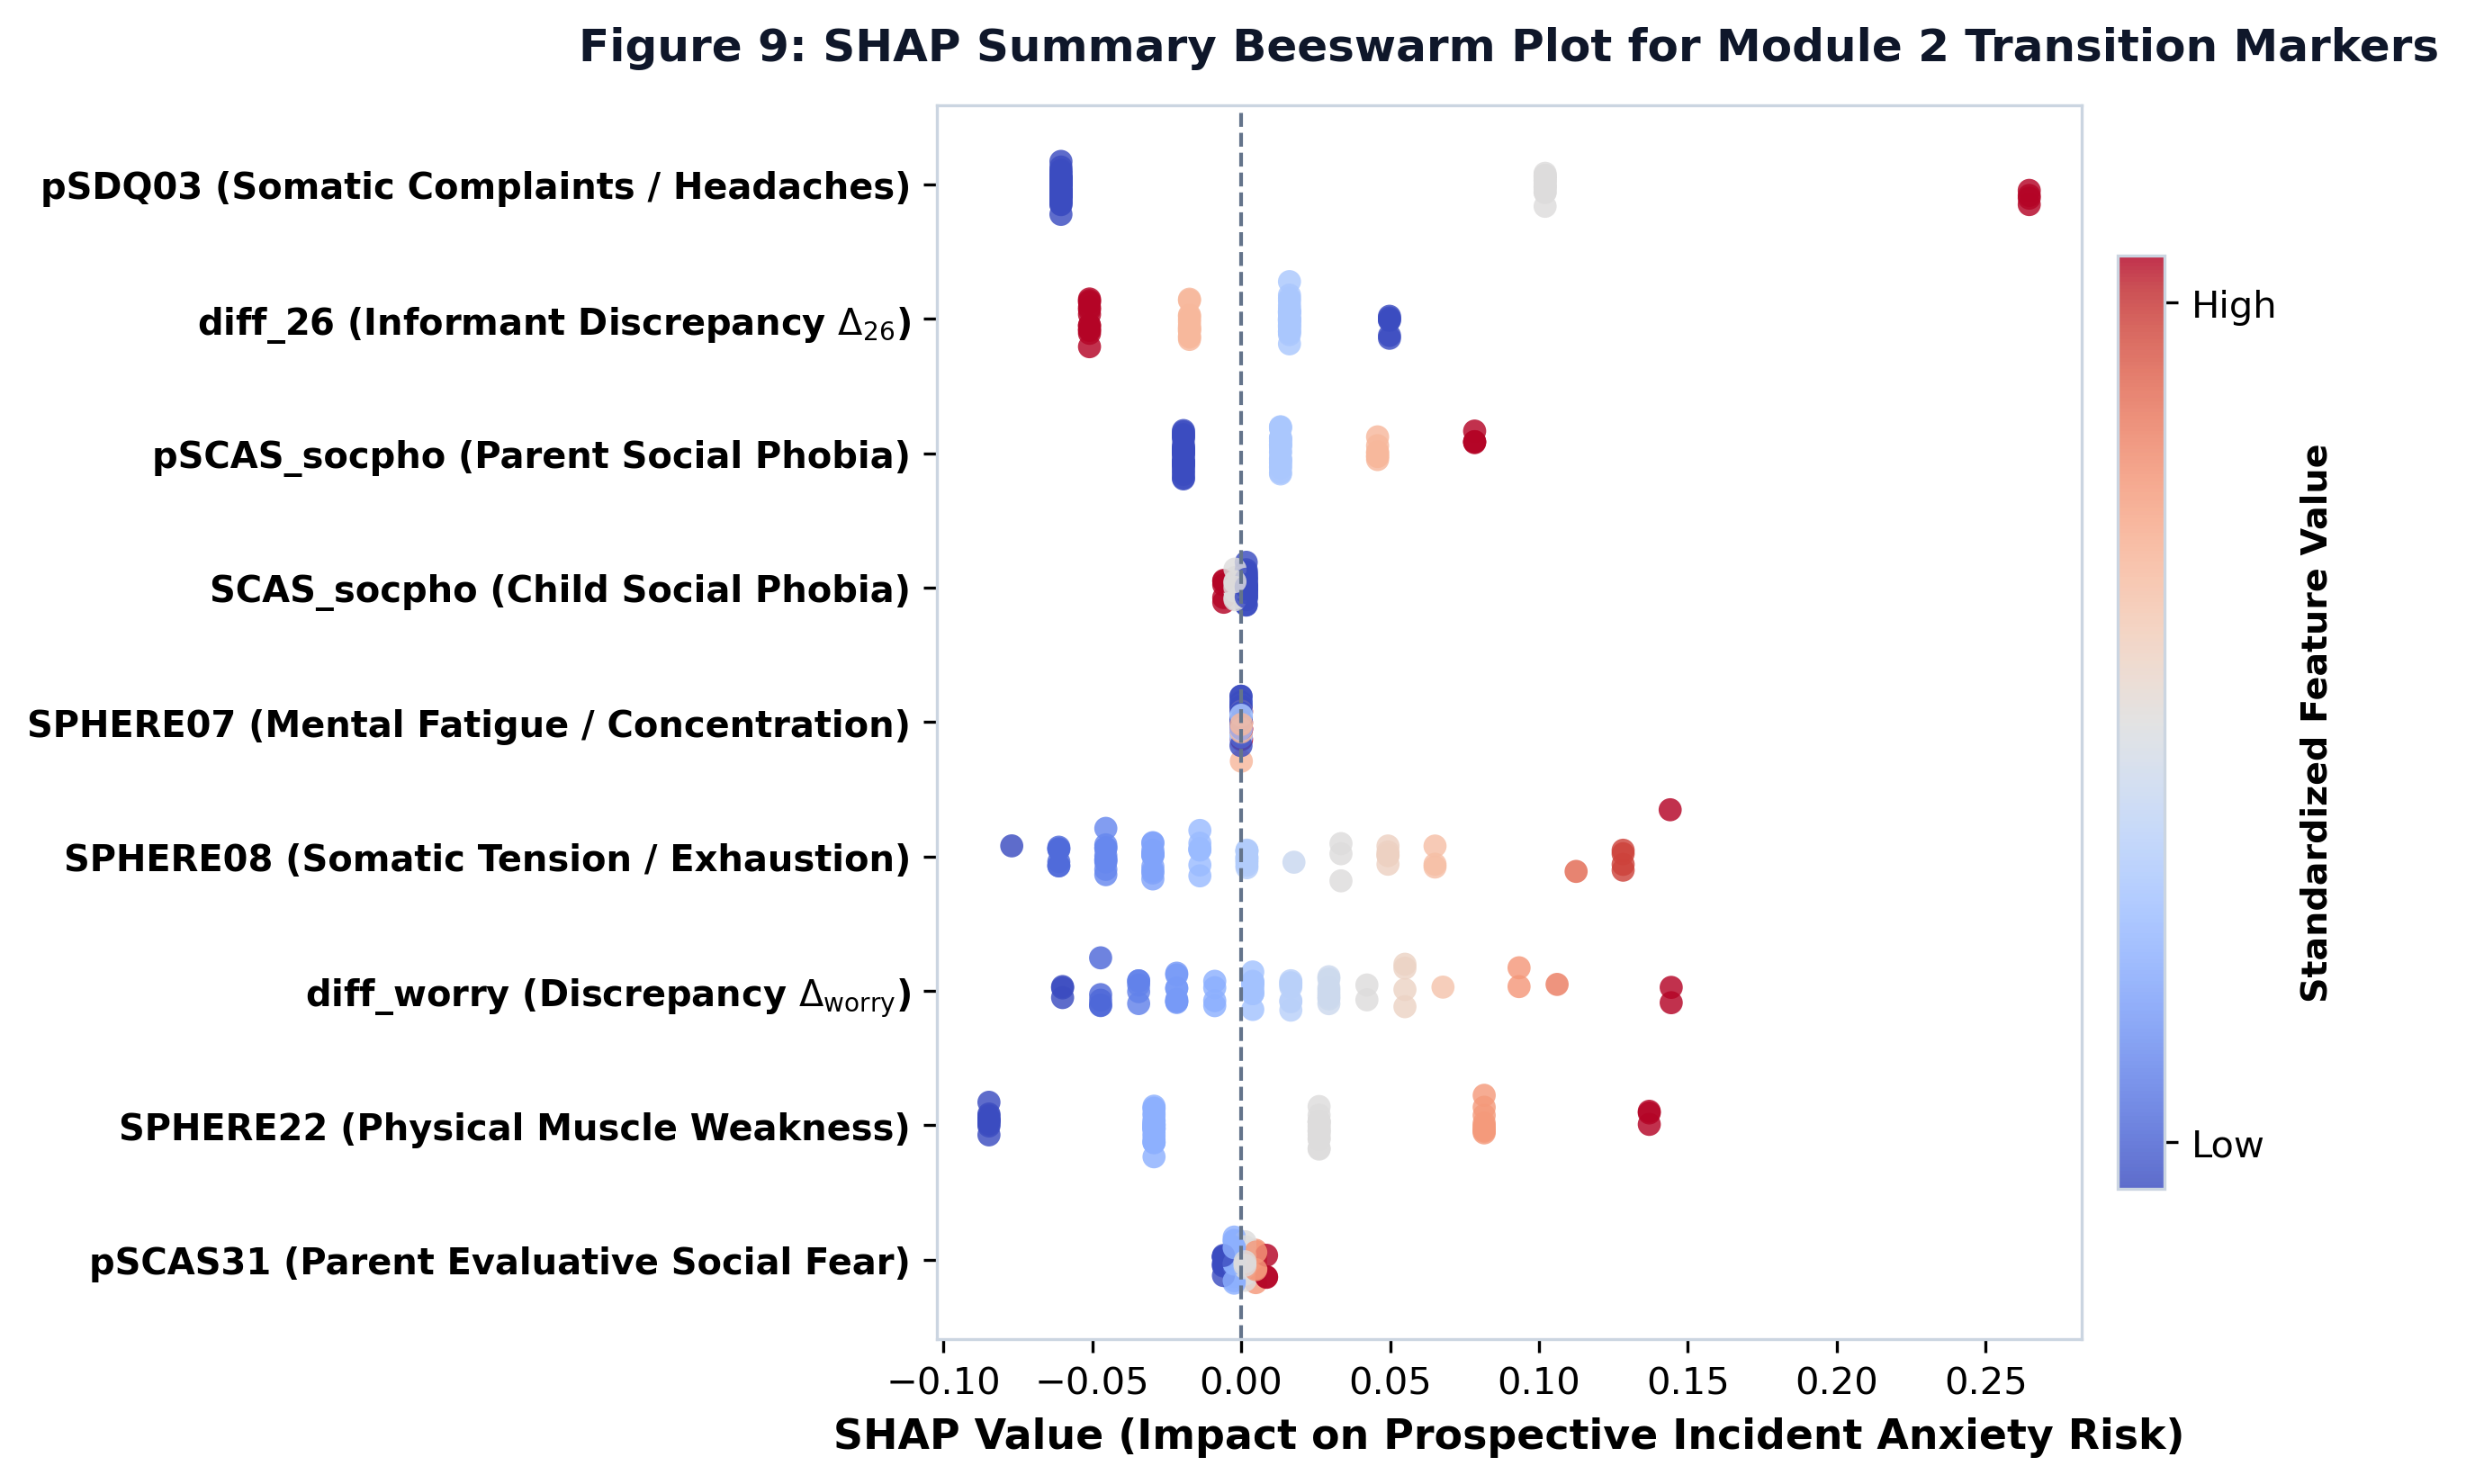 Figure 9: SHAP Summary Beeswarm Plot for Module 2 Transition Markers
pSDQ03 (Somatic Complaints / Headaches)
diff_26 (Informant Discrepancy Δ₂₆)
pSCAS_socpho (Parent Social Phobia)
SCAS_socpho (Child Social Phobia)
SPHERE07 (Mental Fatigue / Concentration)
SPHERE08 (Somatic Tension / Exhaustion)
diff_worry (Discrepancy Δworry)
SPHERE22 (Physical Muscle Weakness)
pSCAS31 (Parent Evaluative Social Fear)
−0.10 −0.05 0.00 0.05 0.10 0.15 0.20 0.25
SHAP Value (Impact on Prospective Incident Anxiety Risk)
High
Low
Standardized Feature Value